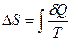 ΔS = ∫ δQ/T